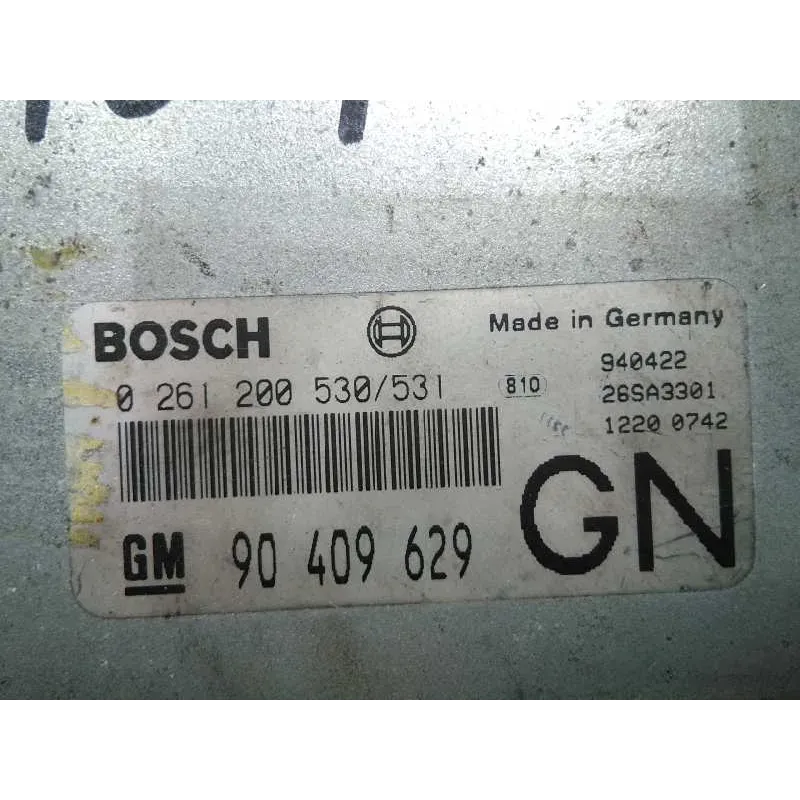 BOSCH Made in Germany
0 261 200 530/531 810 940422
26SA3301
1220 0742
GN
GM 90 409 629